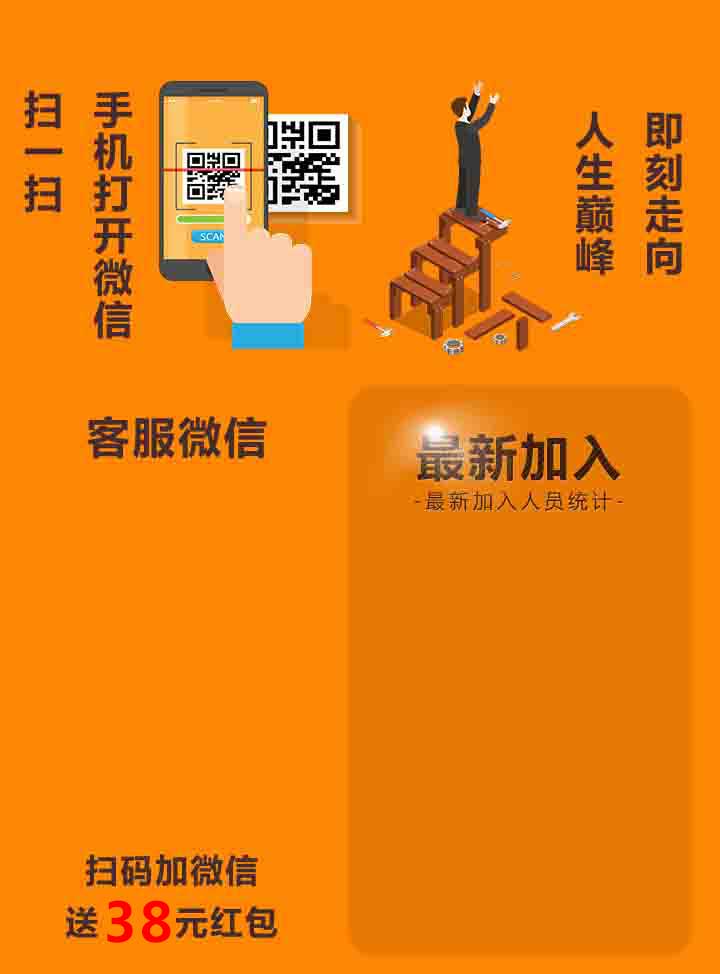 手机打开微信
扫一扫
SCAN
即刻走向
人生巅峰
客服微信
最新加入
-最新加入人员统计-
扫码加微信
送38元红包